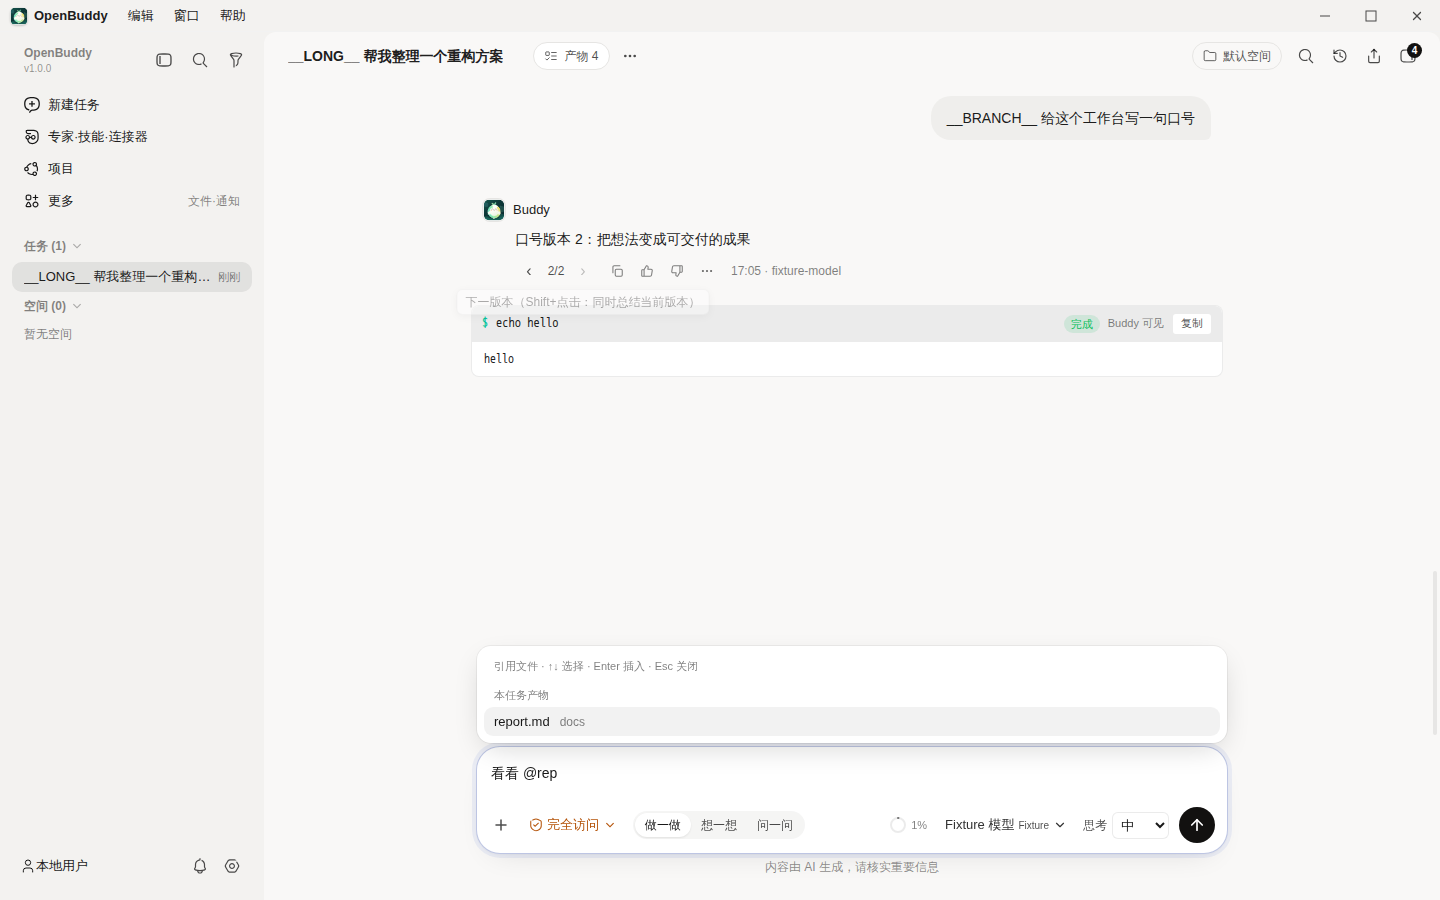 OpenBuddy 编辑 窗口 帮助
OpenBuddy
v1.0.0
新建任务
专家·技能·连接器
项目
更多 文件·通知
任务 (1)
__LONG__ 帮我整理一个重构… 刚刚
空间 (0)
暂无空间
本地用户
__LONG__ 帮我整理一个重构方案 产物 4 默认空间 4
__BRANCH__ 给这个工作台写一句口号
Buddy
口号版本 2：把想法变成可交付的成果
2/2 17:05 · fixture-model
下一版本（Shift+点击：同时总结当前版本）
$ echo hello 完成 Buddy 可见 复制
hello
引用文件 · ↑↓ 选择 · Enter 插入 · Esc 关闭
本任务产物
report.md docs
看看 @rep
完全访问 做一做 想一想 问一问 1% Fixture 模型 Fixture 思考 中
内容由 AI 生成，请核实重要信息